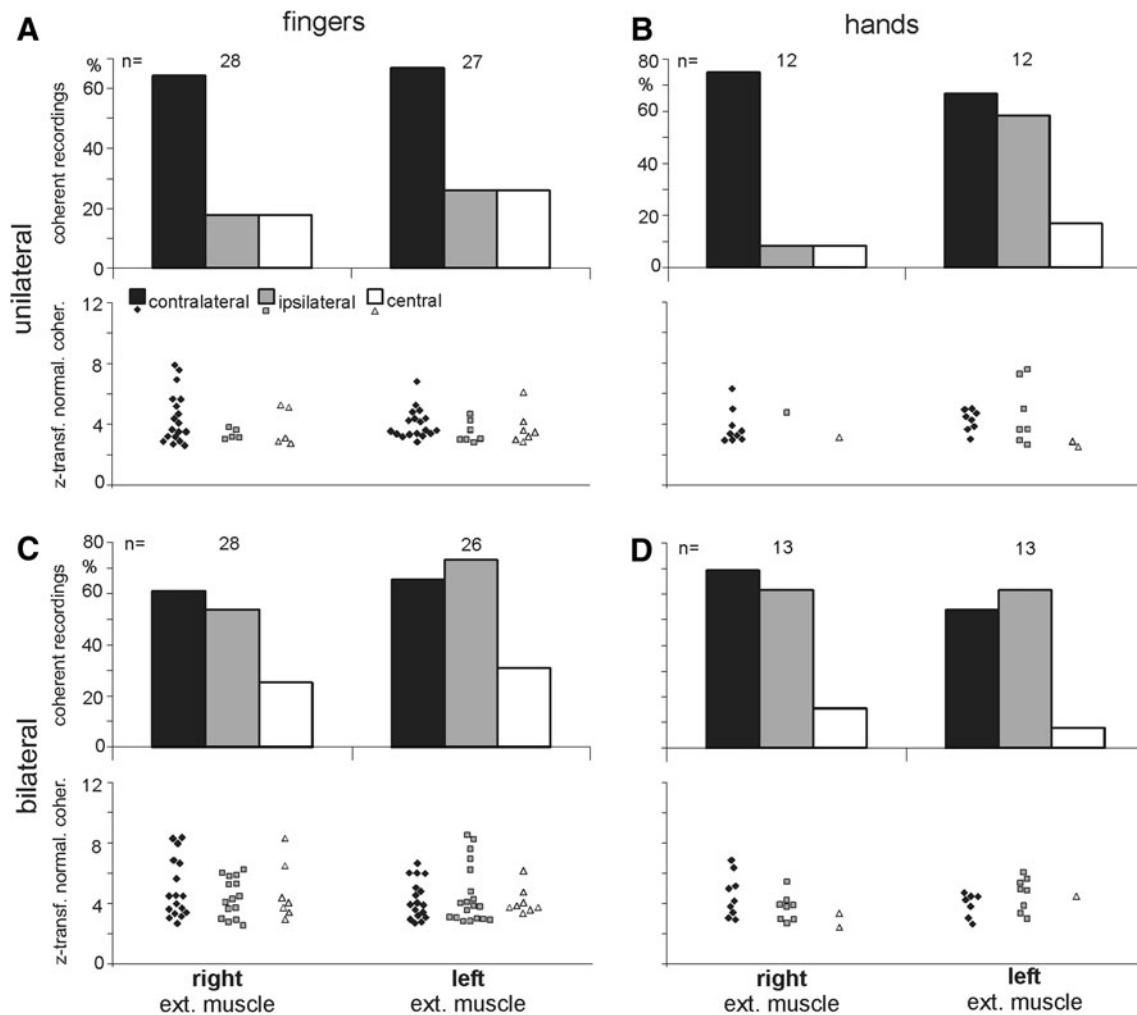 A fingers
n= 28 27
%
60
40
20
0
coherent recordings
B hands
n= 12 12
80
%
60
40
20
0
unilateral
contralateral ipsilateral central
12
8
4
0
z-transf. normal. coher.
C
n= 28 26
80
%
60
40
20
0
coherent recordings
D
n= 13 13
bilateral
12
8
4
0
z-transf. normal. coher.
right left right left
ext. muscle ext. muscle ext. muscle ext. muscle